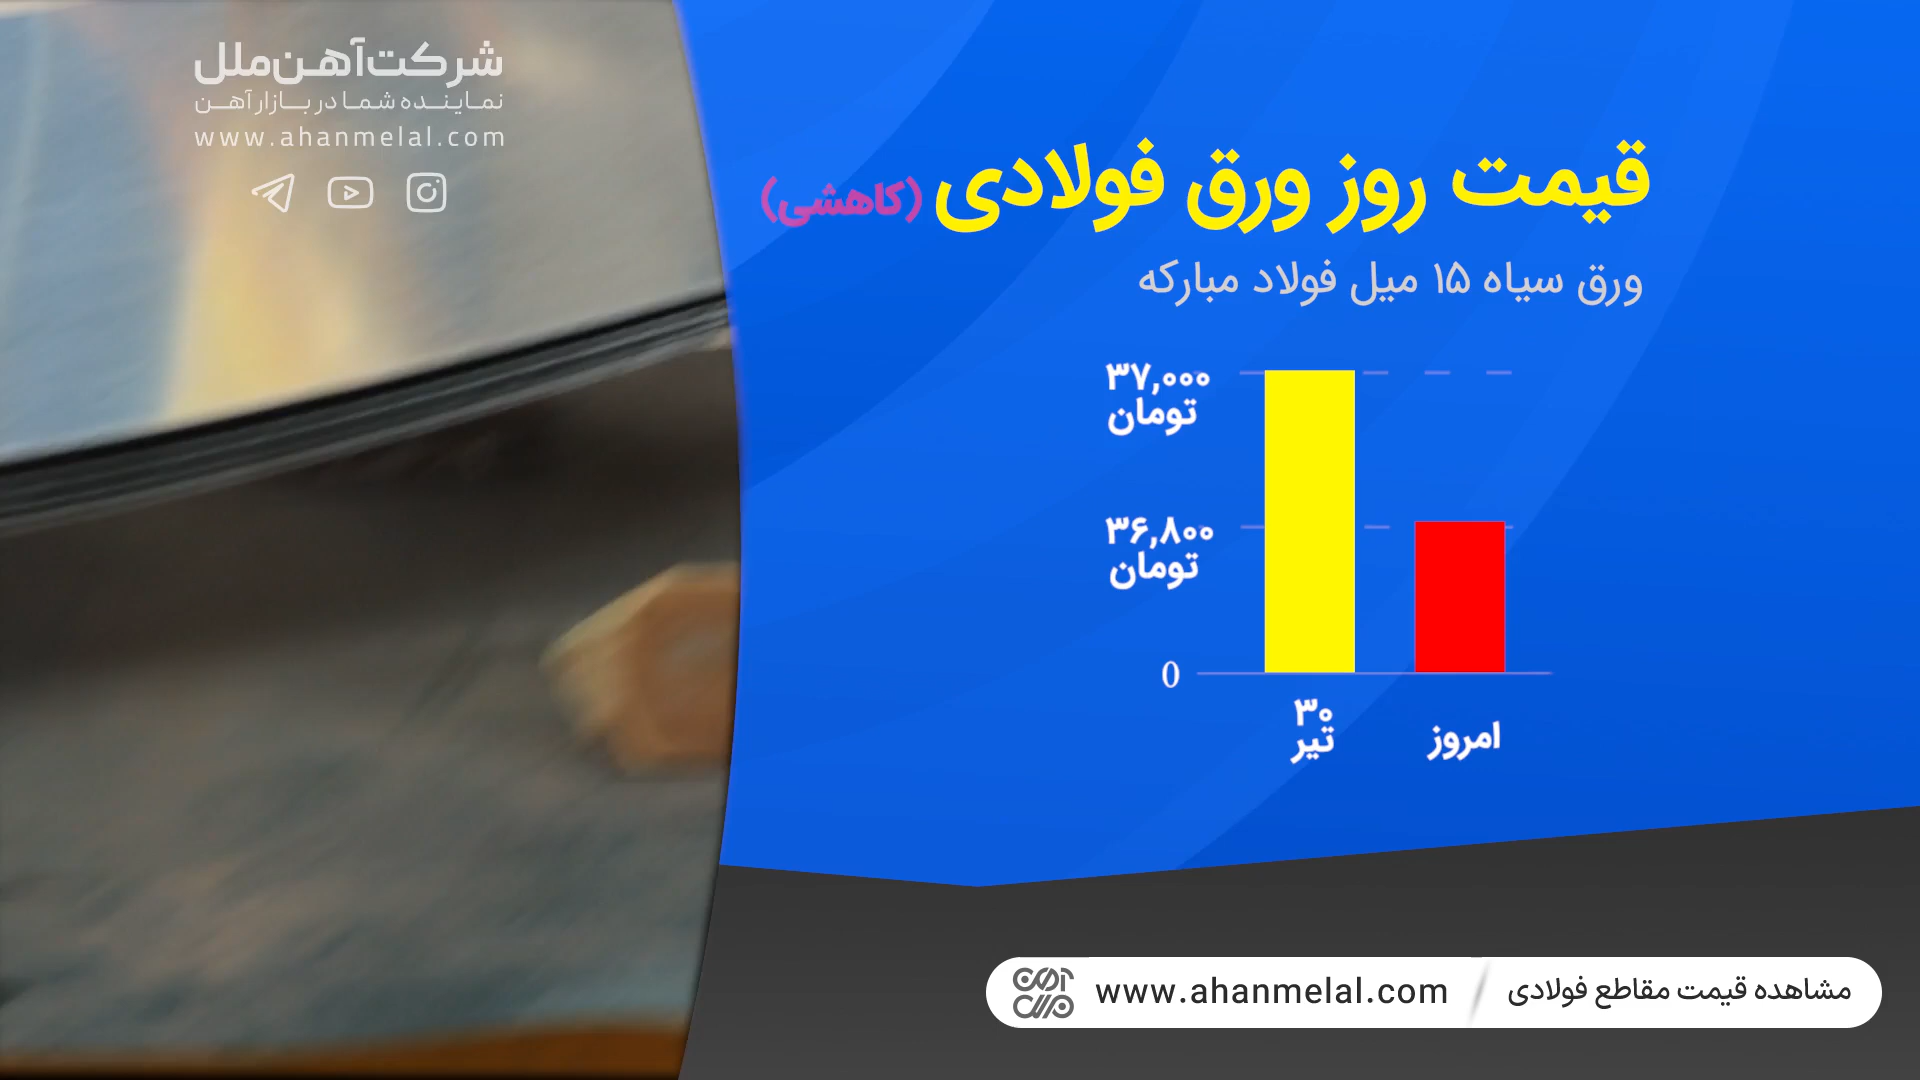 شرکت آهن ملل
نماینده شما در بازار آهن
www.ahanmelal.com
قیمت روز ورق فولادی (کاهشی)
ورق سیاه ۱۵ میل فولاد مبارکه
۳۷,۰۰۰
تومان
۳۶,۸۰۰
تومان
0
۳۰
تیر
امروز
مشاهده قیمت مقاطع فولادی / www.ahanmelal.com
آهن
ملل